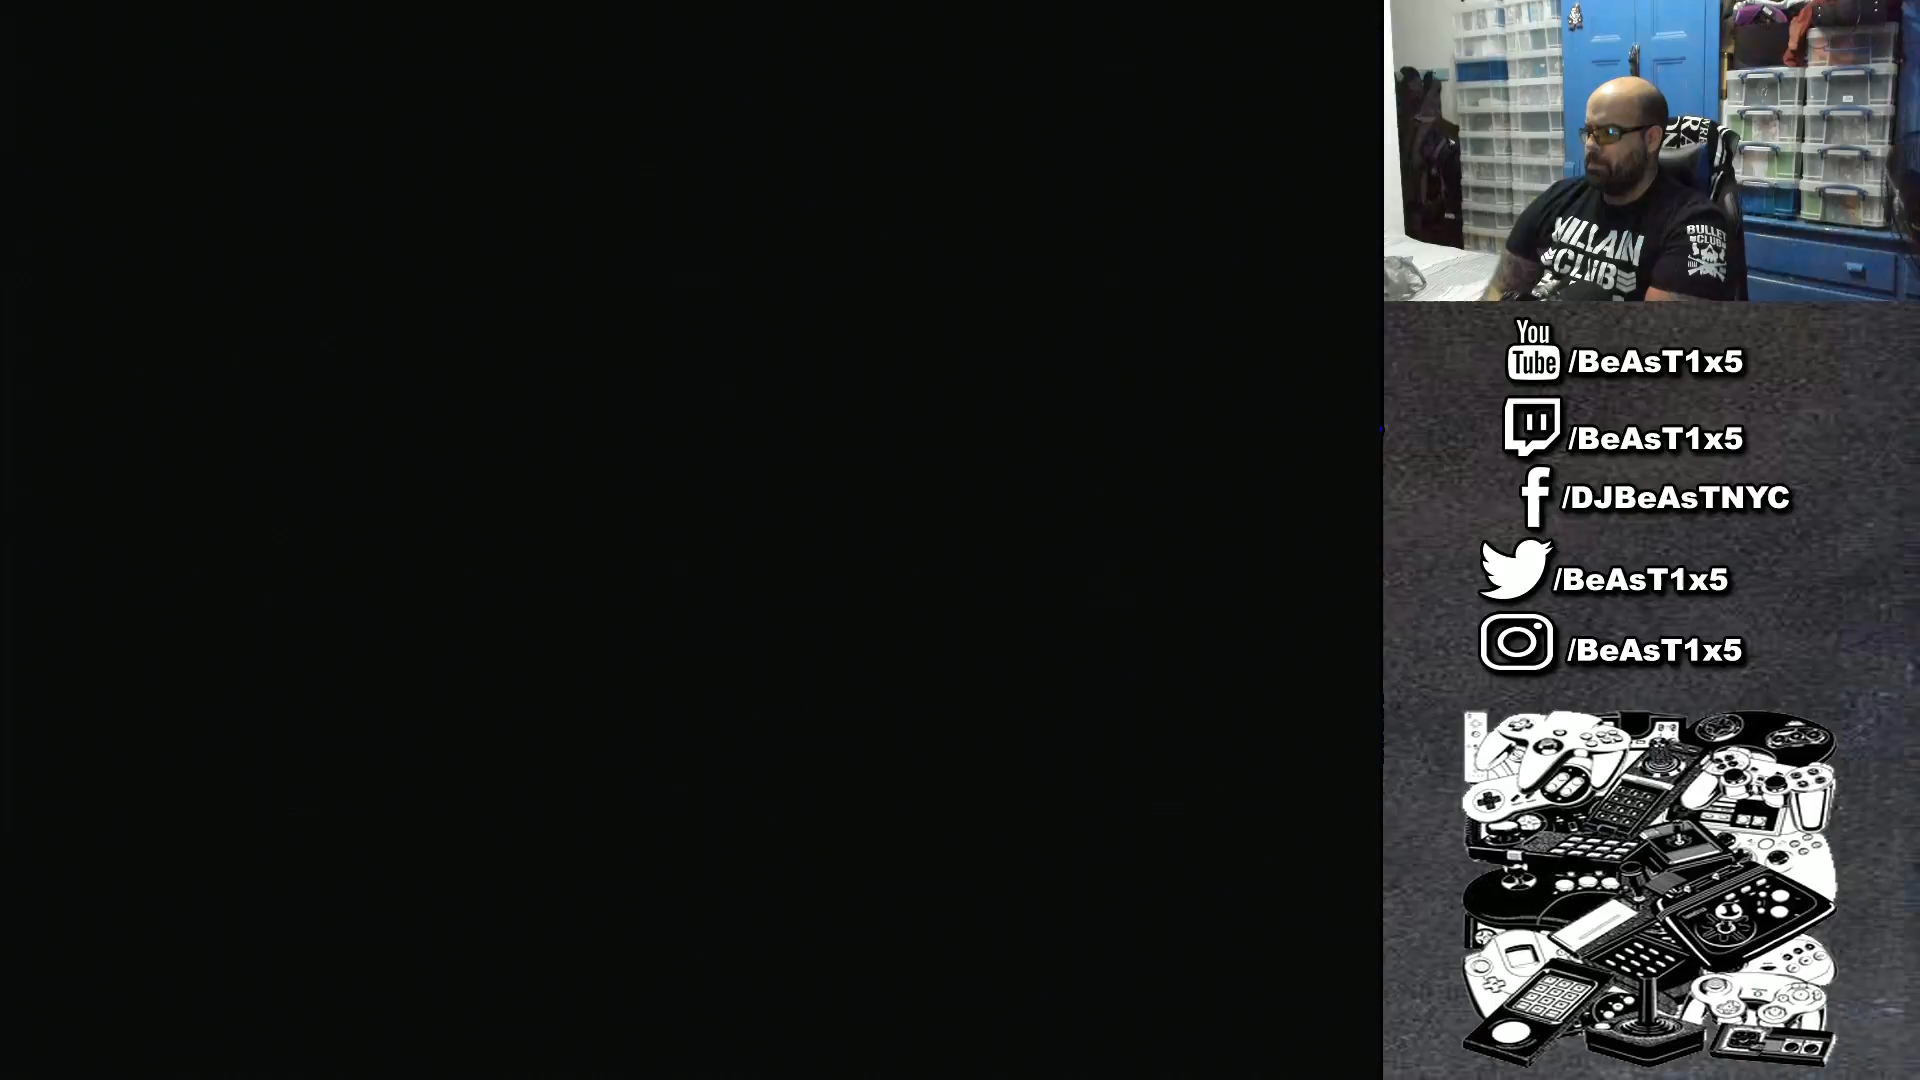 VILLAIN
CLUB
BULLET
CLUB
You
Tube /BeAsT1x5
/BeAsT1x5
/DJBeAsTNYC
/BeAsT1x5
/BeAsT1x5